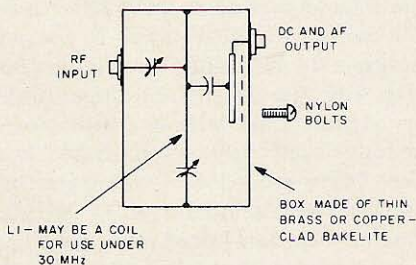 RF
INPUT
DC AND AF
OUTPUT
NYLON
BOLTS
L1 – MAY BE A COIL
FOR USE UNDER
30 MHz
BOX MADE OF THIN
BRASS OR COPPER–
CLAD BAKELITE